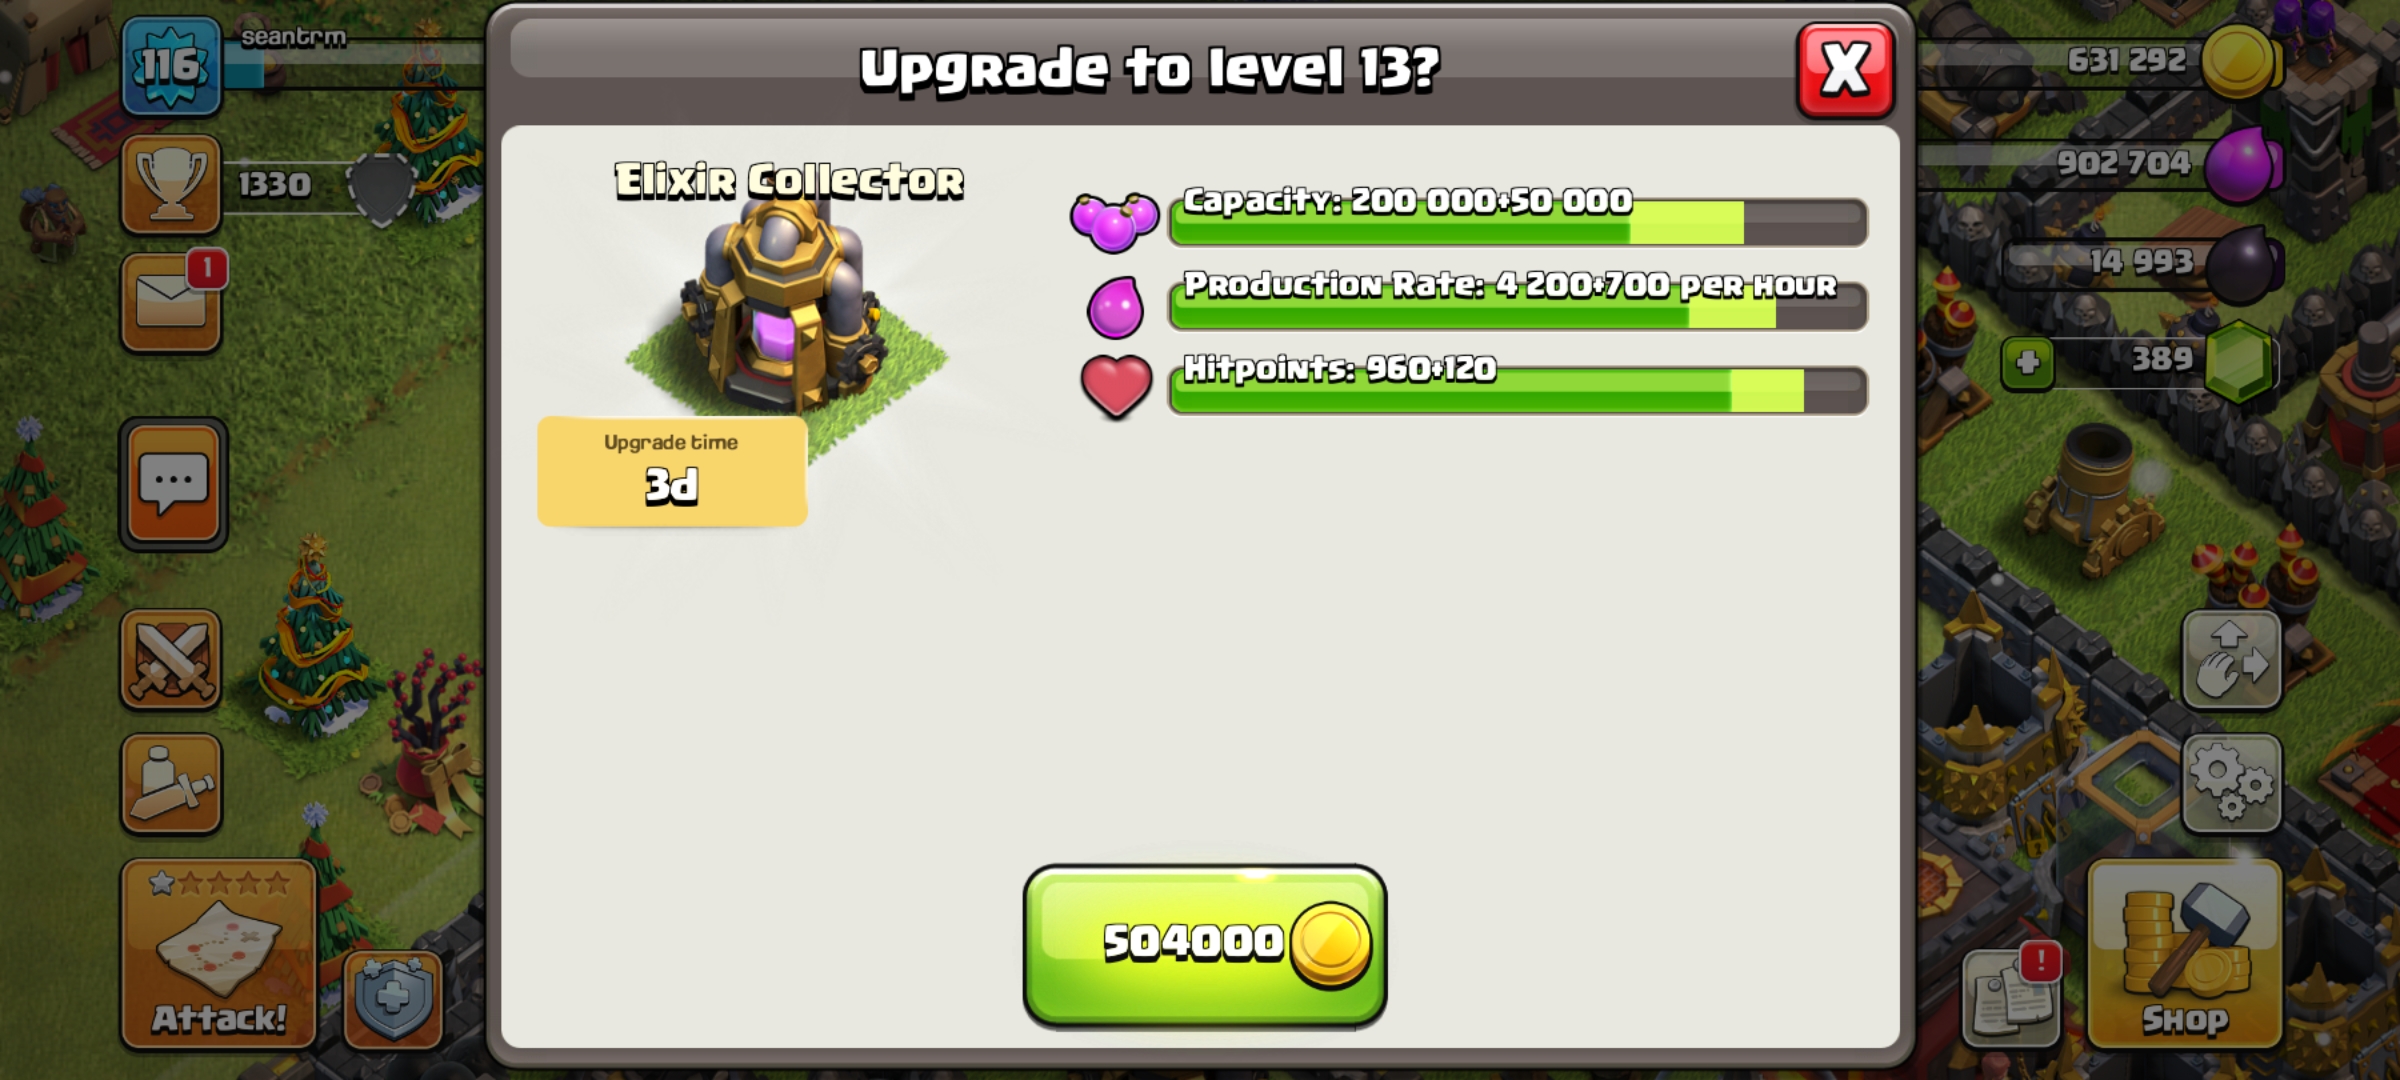 116
seantrm
Upgrade to level 13?
X
631 292
1330
902 704
1
14 993
389
Elixir Collector
Capacity: 200 000+50 000
Production Rate: 4 200+700 per hour
Hitpoints: 960+120
Upgrade time
3d
504000
Attack!
!
Shop